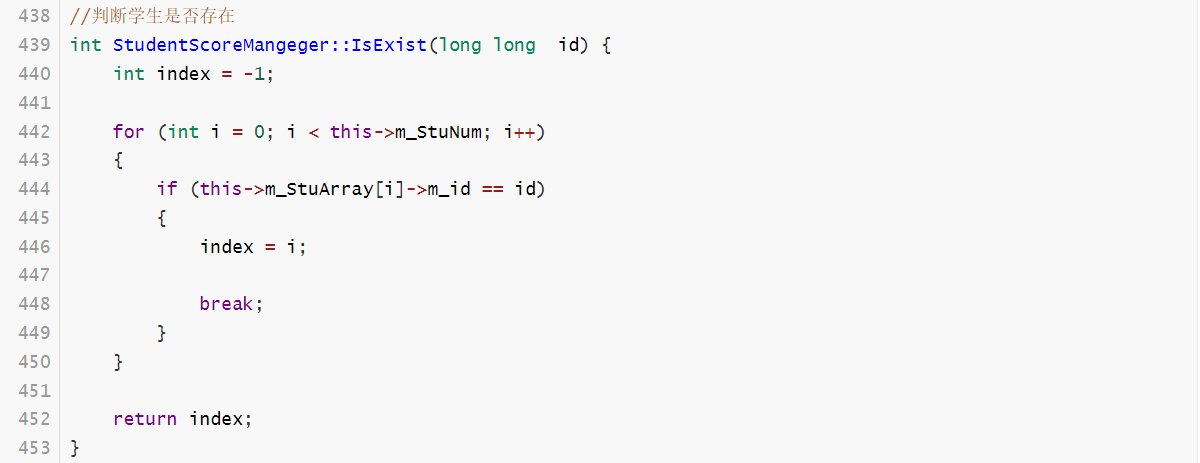 438 //判断学生是否存在
439 int StudentScoreMangeger::IsExist(long long  id) {
440     int index = -1;
441
442     for (int i = 0; i < this->m_StuNum; i++)
443     {
444         if (this->m_StuArray[i]->m_id == id)
445         {
446             index = i;
447
448             break;
449         }
450     }
451
452     return index;
453 }